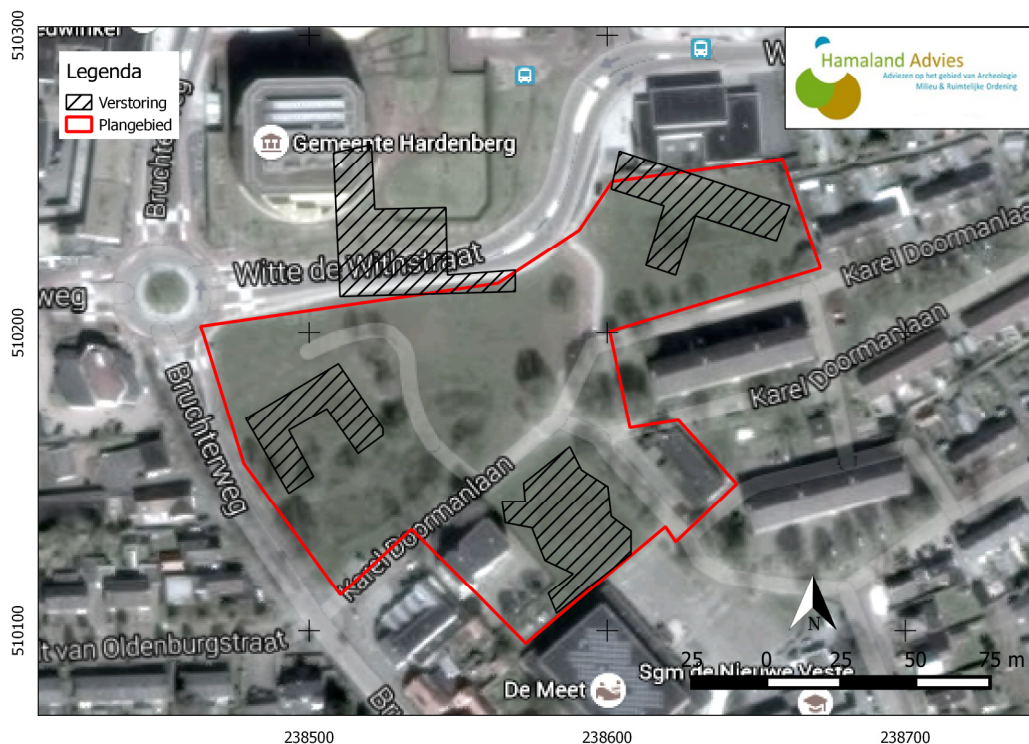 510300
edwinkel
Legenda
Verstoring
Plangebied
Hamaland Advies
Adviezen op het gebied van Archeologie
Milieu & Ruimtelijke Ordening
W
Gemeente Hardenberg
Bruchterweg
Witte de Withstraat
weg
Karel Doormanlaan
510200
Karel Doormanlaan
Bruchterweg
Karel Doormanlaan
510100
t van Oldenburgstraat
N
De Meet
Sgm de Nieuwe Veste
25 0 25 50 75 m
Br
238500 238600 238700